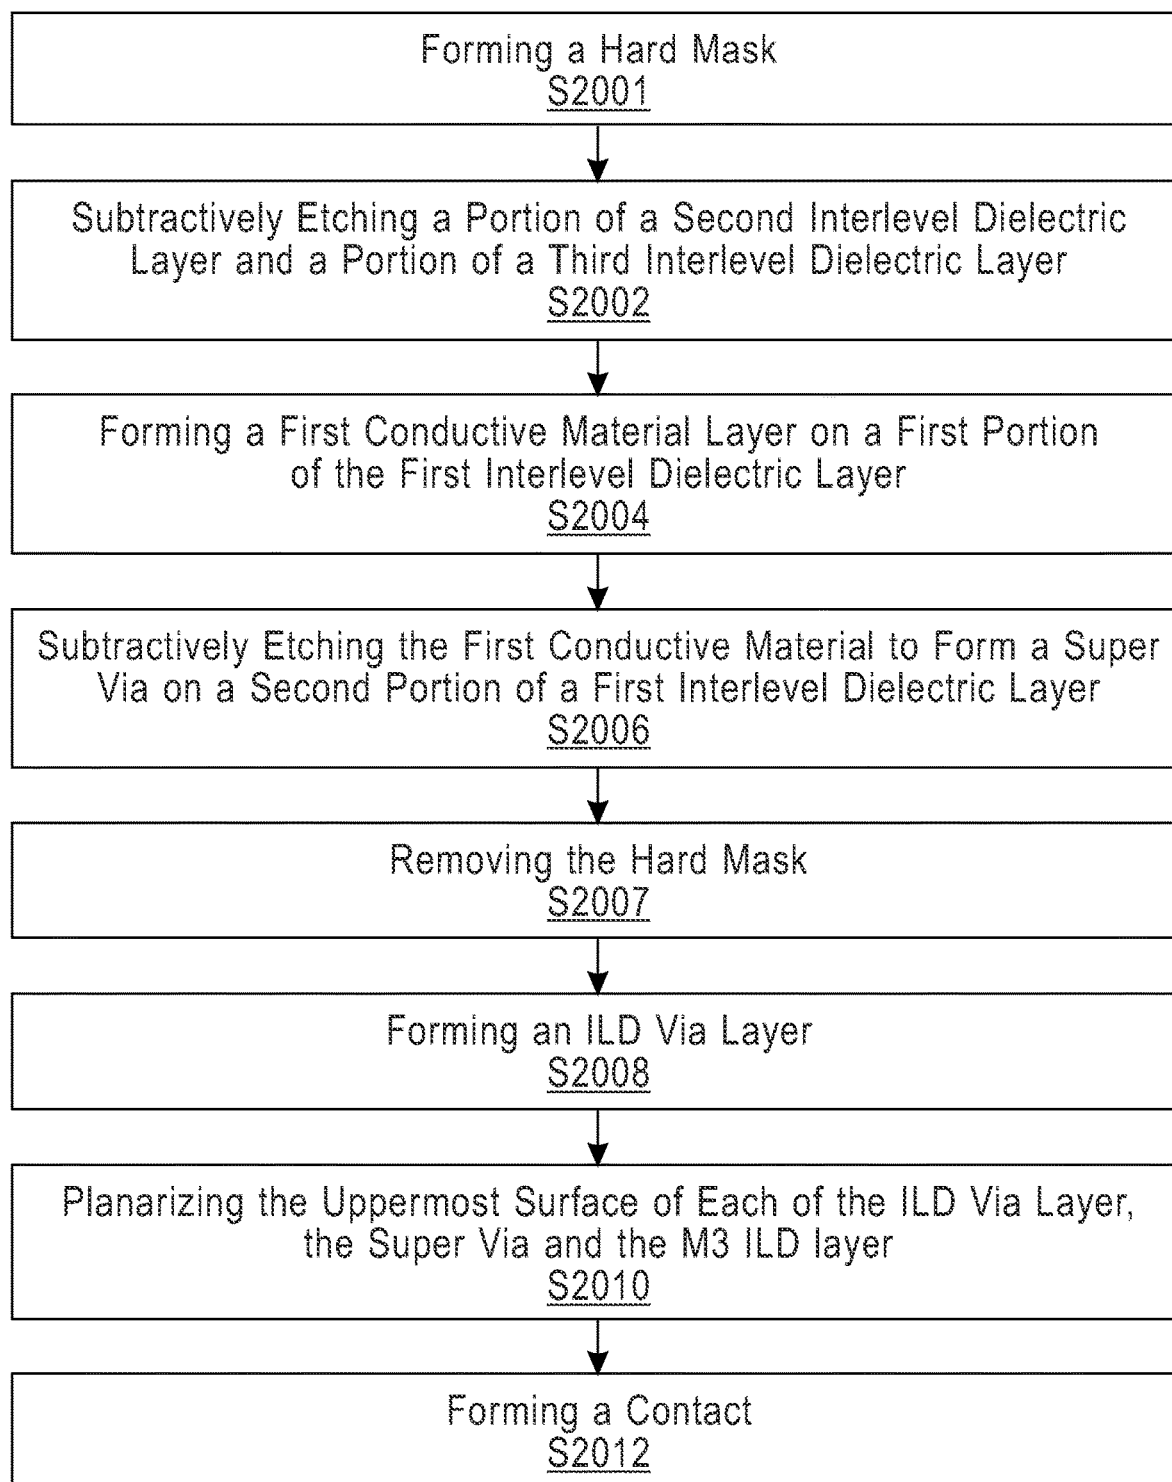 Forming a Hard Mask
S2001
Subtractively Etching a Portion of a Second Interlevel Dielectric
Layer and a Portion of a Third Interlevel Dielectric Layer
S2002
Forming a First Conductive Material Layer on a First Portion
of the First Interlevel Dielectric Layer
S2004
Subtractively Etching the First Conductive Material to Form a Super
Via on a Second Portion of a First Interlevel Dielectric Layer
S2006
Removing the Hard Mask
S2007
Forming an ILD Via Layer
S2008
Planarizing the Uppermost Surface of Each of the ILD Via Layer,
the Super Via and the M3 ILD layer
S2010
Forming a Contact
S2012